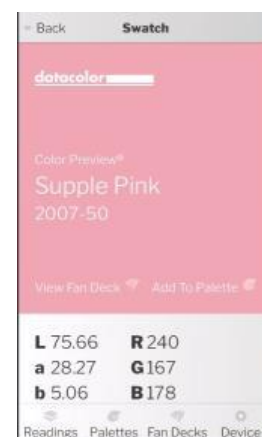 Back Swatch
datacolor
Color Preview®
Supple Pink
2007-50
View Fan Deck Add To Palette
L 75.66 R 240
a 28.27 G 167
b 5.06 B 178
Readings Palettes Fan Decks Device